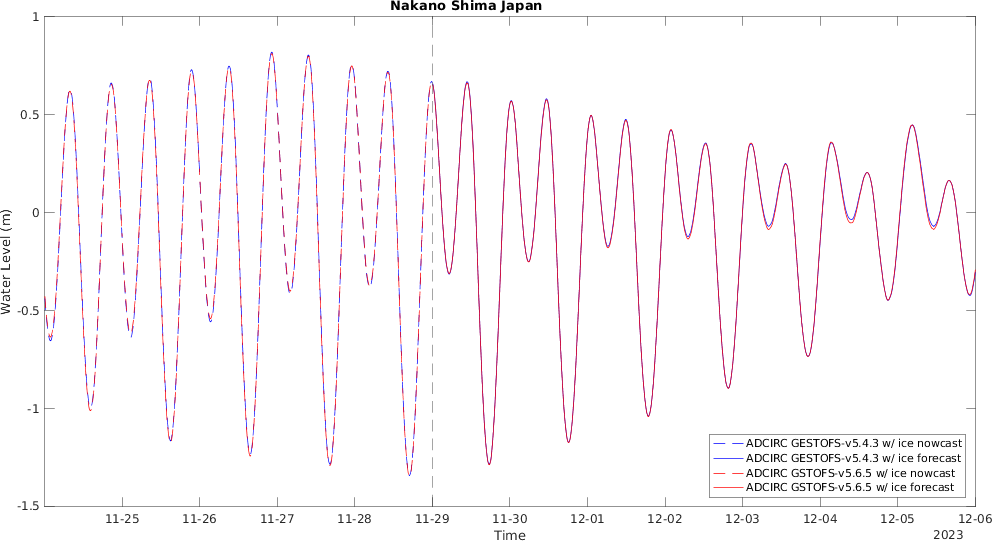 Nakano Shima Japan
1
0.5
0
-0.5
-1
-1.5
Water Level (m)
ADCIRC GESTOFS-v5.4.3 w/ ice nowcast
ADCIRC GESTOFS-v5.4.3 w/ ice forecast
ADCIRC GSTOFS-v5.6.5 w/ ice nowcast
ADCIRC GSTOFS-v5.6.5 w/ ice forecast
11-25 11-26 11-27 11-28 11-29 11-30 12-01 12-02 12-03 12-04 12-05 12-06
Time
2023